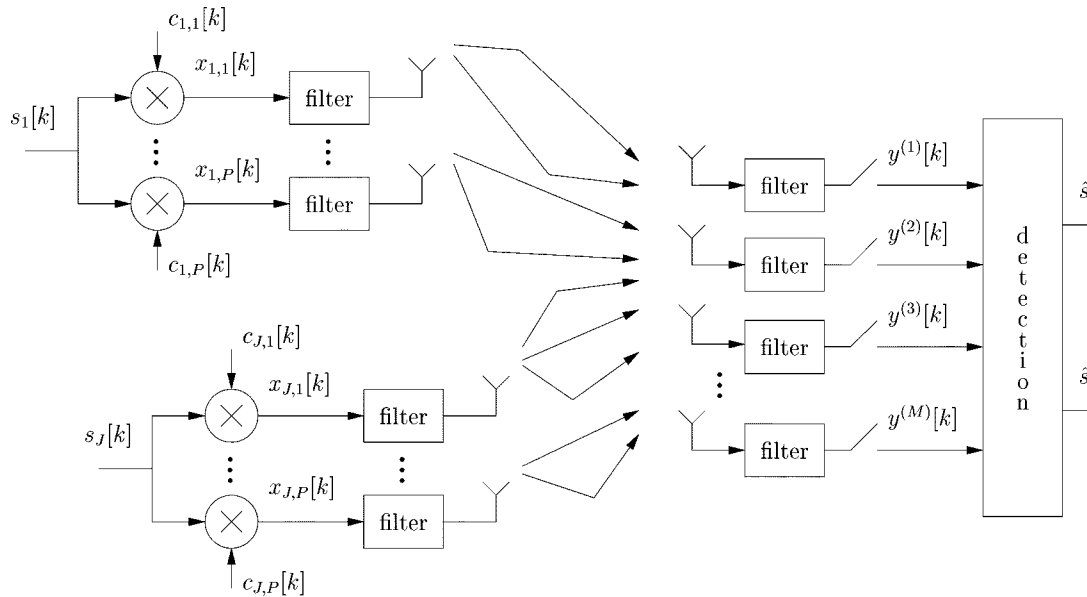 c_{1,1}[k]
x_{1,1}[k]
filter
s_1[k]
x_{1,P}[k]
filter
c_{1,P}[k]
c_{J,1}[k]
x_{J,1}[k]
filter
s_J[k]
x_{J,P}[k]
filter
c_{J,P}[k]
filter
y^{(1)}[k]
filter
y^{(2)}[k]
filter
y^{(3)}[k]
filter
y^{(M)}[k]
detection
ŝ
ŝ